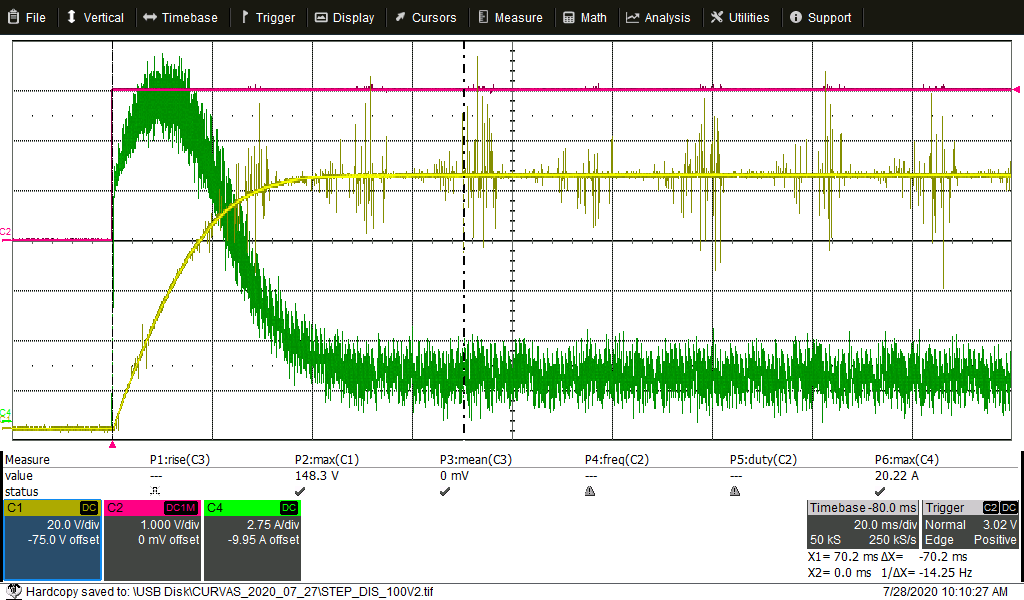 File Vertical Timebase Trigger Display Cursors Measure Math Analysis Utilities Support
C2
C4
Measure P1:rise(C3) P2:max(C1) P3:mean(C3) P4:freq(C2) P5:duty(C2) P6:max(C4)
value --- 148.3 V 0 mV --- --- 20.22 A
status
C1 DC C2 DC1M C4 DC Timebase -80.0 ms Trigger C2 DC
20.0 V/div 1.000 V/div 2.75 A/div 20.0 ms/div Normal 3.02 V
-75.0 V offset 0 mV offset -9.95 A offset 50 kS 250 kS/s Edge Positive
X1= 70.2 ms ΔX= -70.2 ms
X2= 0.0 ms 1/ΔX= -14.25 Hz
Hardcopy saved to: \USB Disk\CURVAS_2020_07_27\STEP_DIS_100V2.tif 7/28/2020 10:10:27 AM